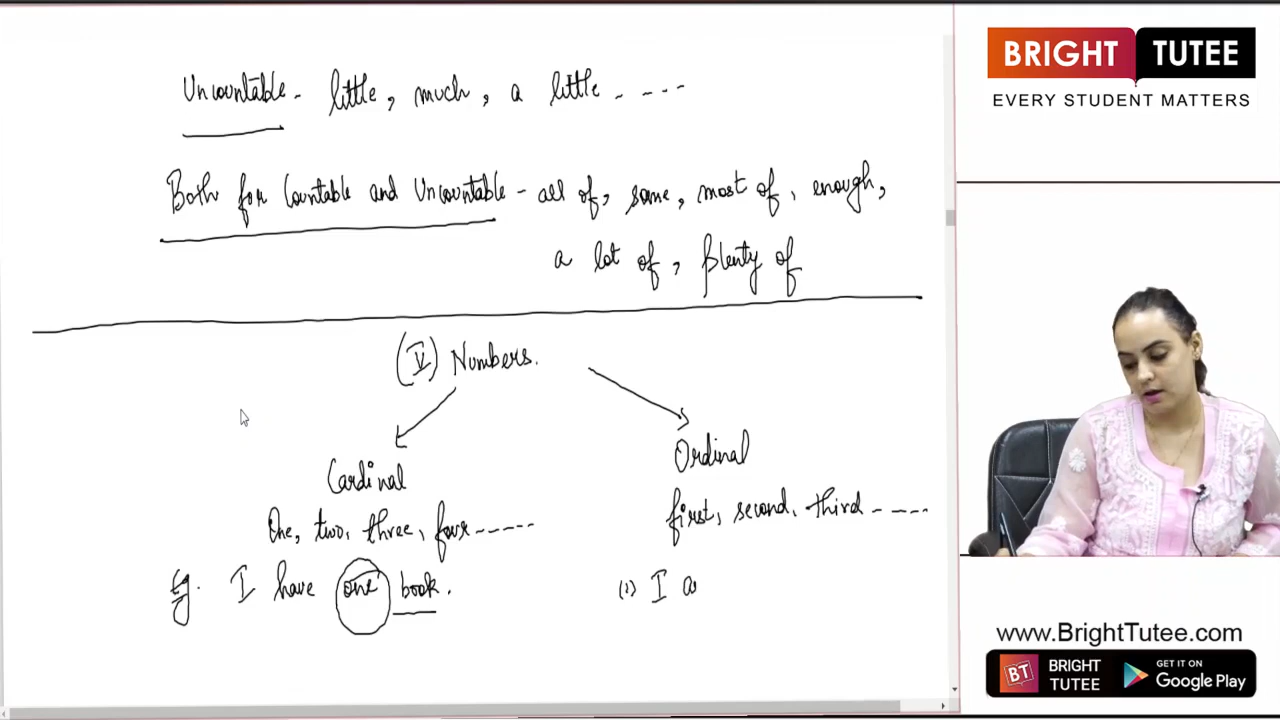 Uncountable - little, much, a little - - - -
Both for Countable and Uncountable - all of, some, most of, enough,
a lot of, plenty of
(V) Numbers.
Cardinal
One, two, three, four - - - - -
Eg. I have one book.
Ordinal
first, second, third - - - - -
(1) I
BRIGHT TUTEE
EVERY STUDENT MATTERS
www.BrightTutee.com
BT BRIGHT TUTEE
GET IT ON Google Play